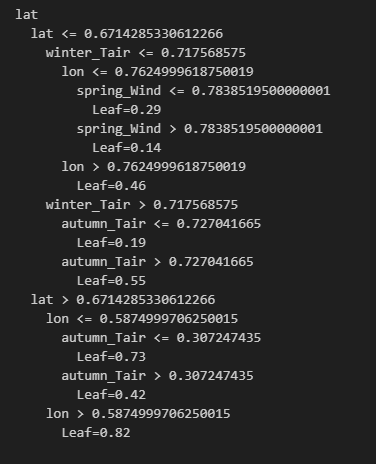 lat
lat <= 0.6714285330612266
winter_Tair <= 0.717568575
lon <= 0.7624999618750019
spring_Wind <= 0.7838519500000001
Leaf=0.29
spring_Wind > 0.7838519500000001
Leaf=0.14
lon > 0.7624999618750019
Leaf=0.46
winter_Tair > 0.717568575
autumn_Tair <= 0.727041665
Leaf=0.19
autumn_Tair > 0.727041665
Leaf=0.55
lat > 0.6714285330612266
lon <= 0.5874999706250015
autumn_Tair <= 0.307247435
Leaf=0.73
autumn_Tair > 0.307247435
Leaf=0.42
lon > 0.5874999706250015
Leaf=0.82